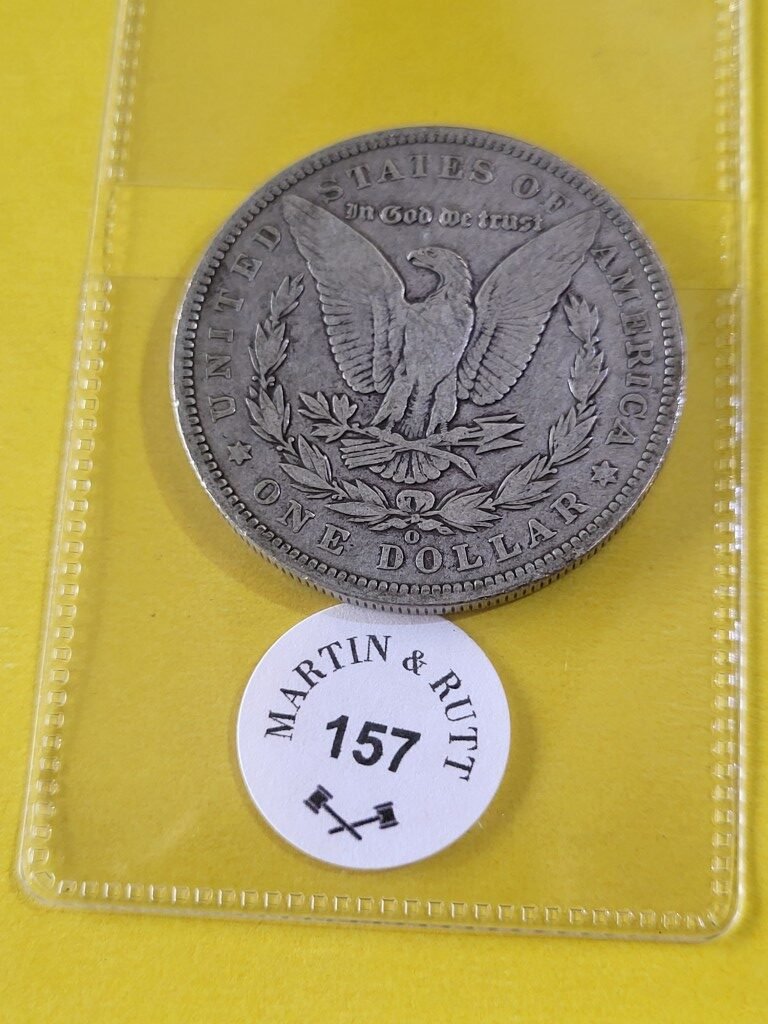 UNITED STATES OF AMERICA
In God we trust
O
ONE DOLLAR
MARTIN & RUTT
157